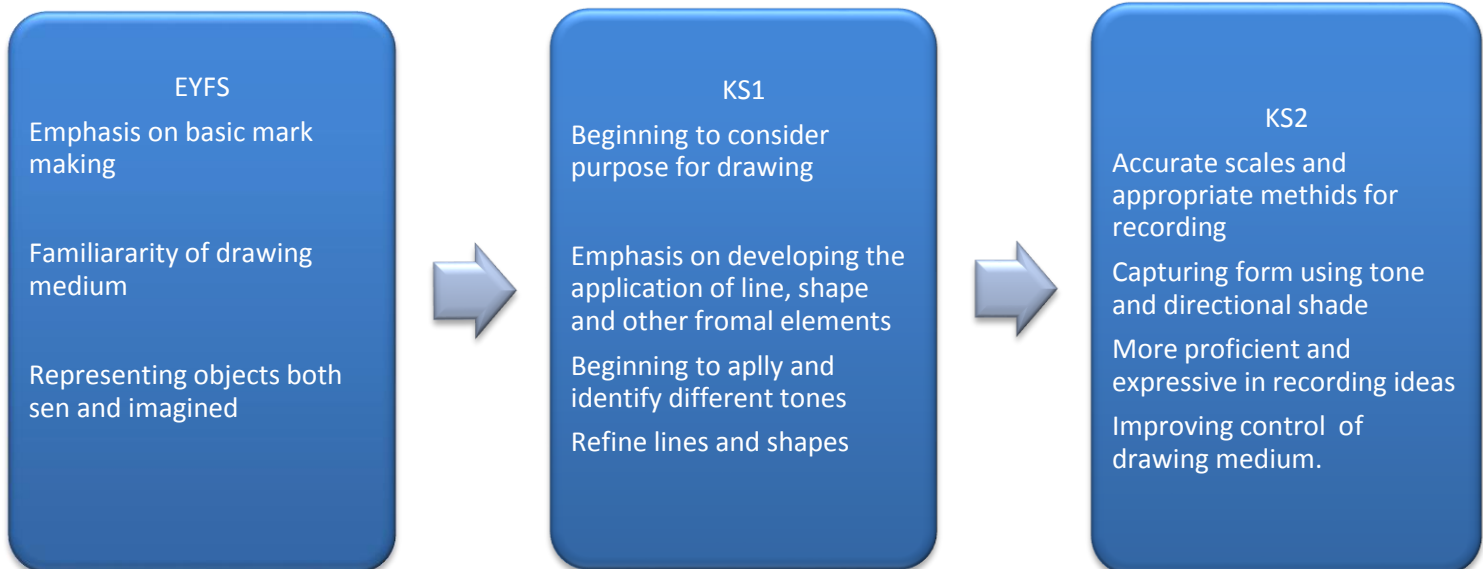 EYFS
Emphasis on basic mark
making
Familiararity of drawing
medium
Representing objects both
sen and imagined
KS1
Beginning to consider
purpose for drawing
Emphasis on developing the
application of line, shape
and other fromal elements
Beginning to aplly and
identify different tones
Refine lines and shapes
KS2
Accurate scales and
appropriate methids for
recording
Capturing form using tone
and directional shade
More proficient and
expressive in recording ideas
Improving control of
drawing medium.